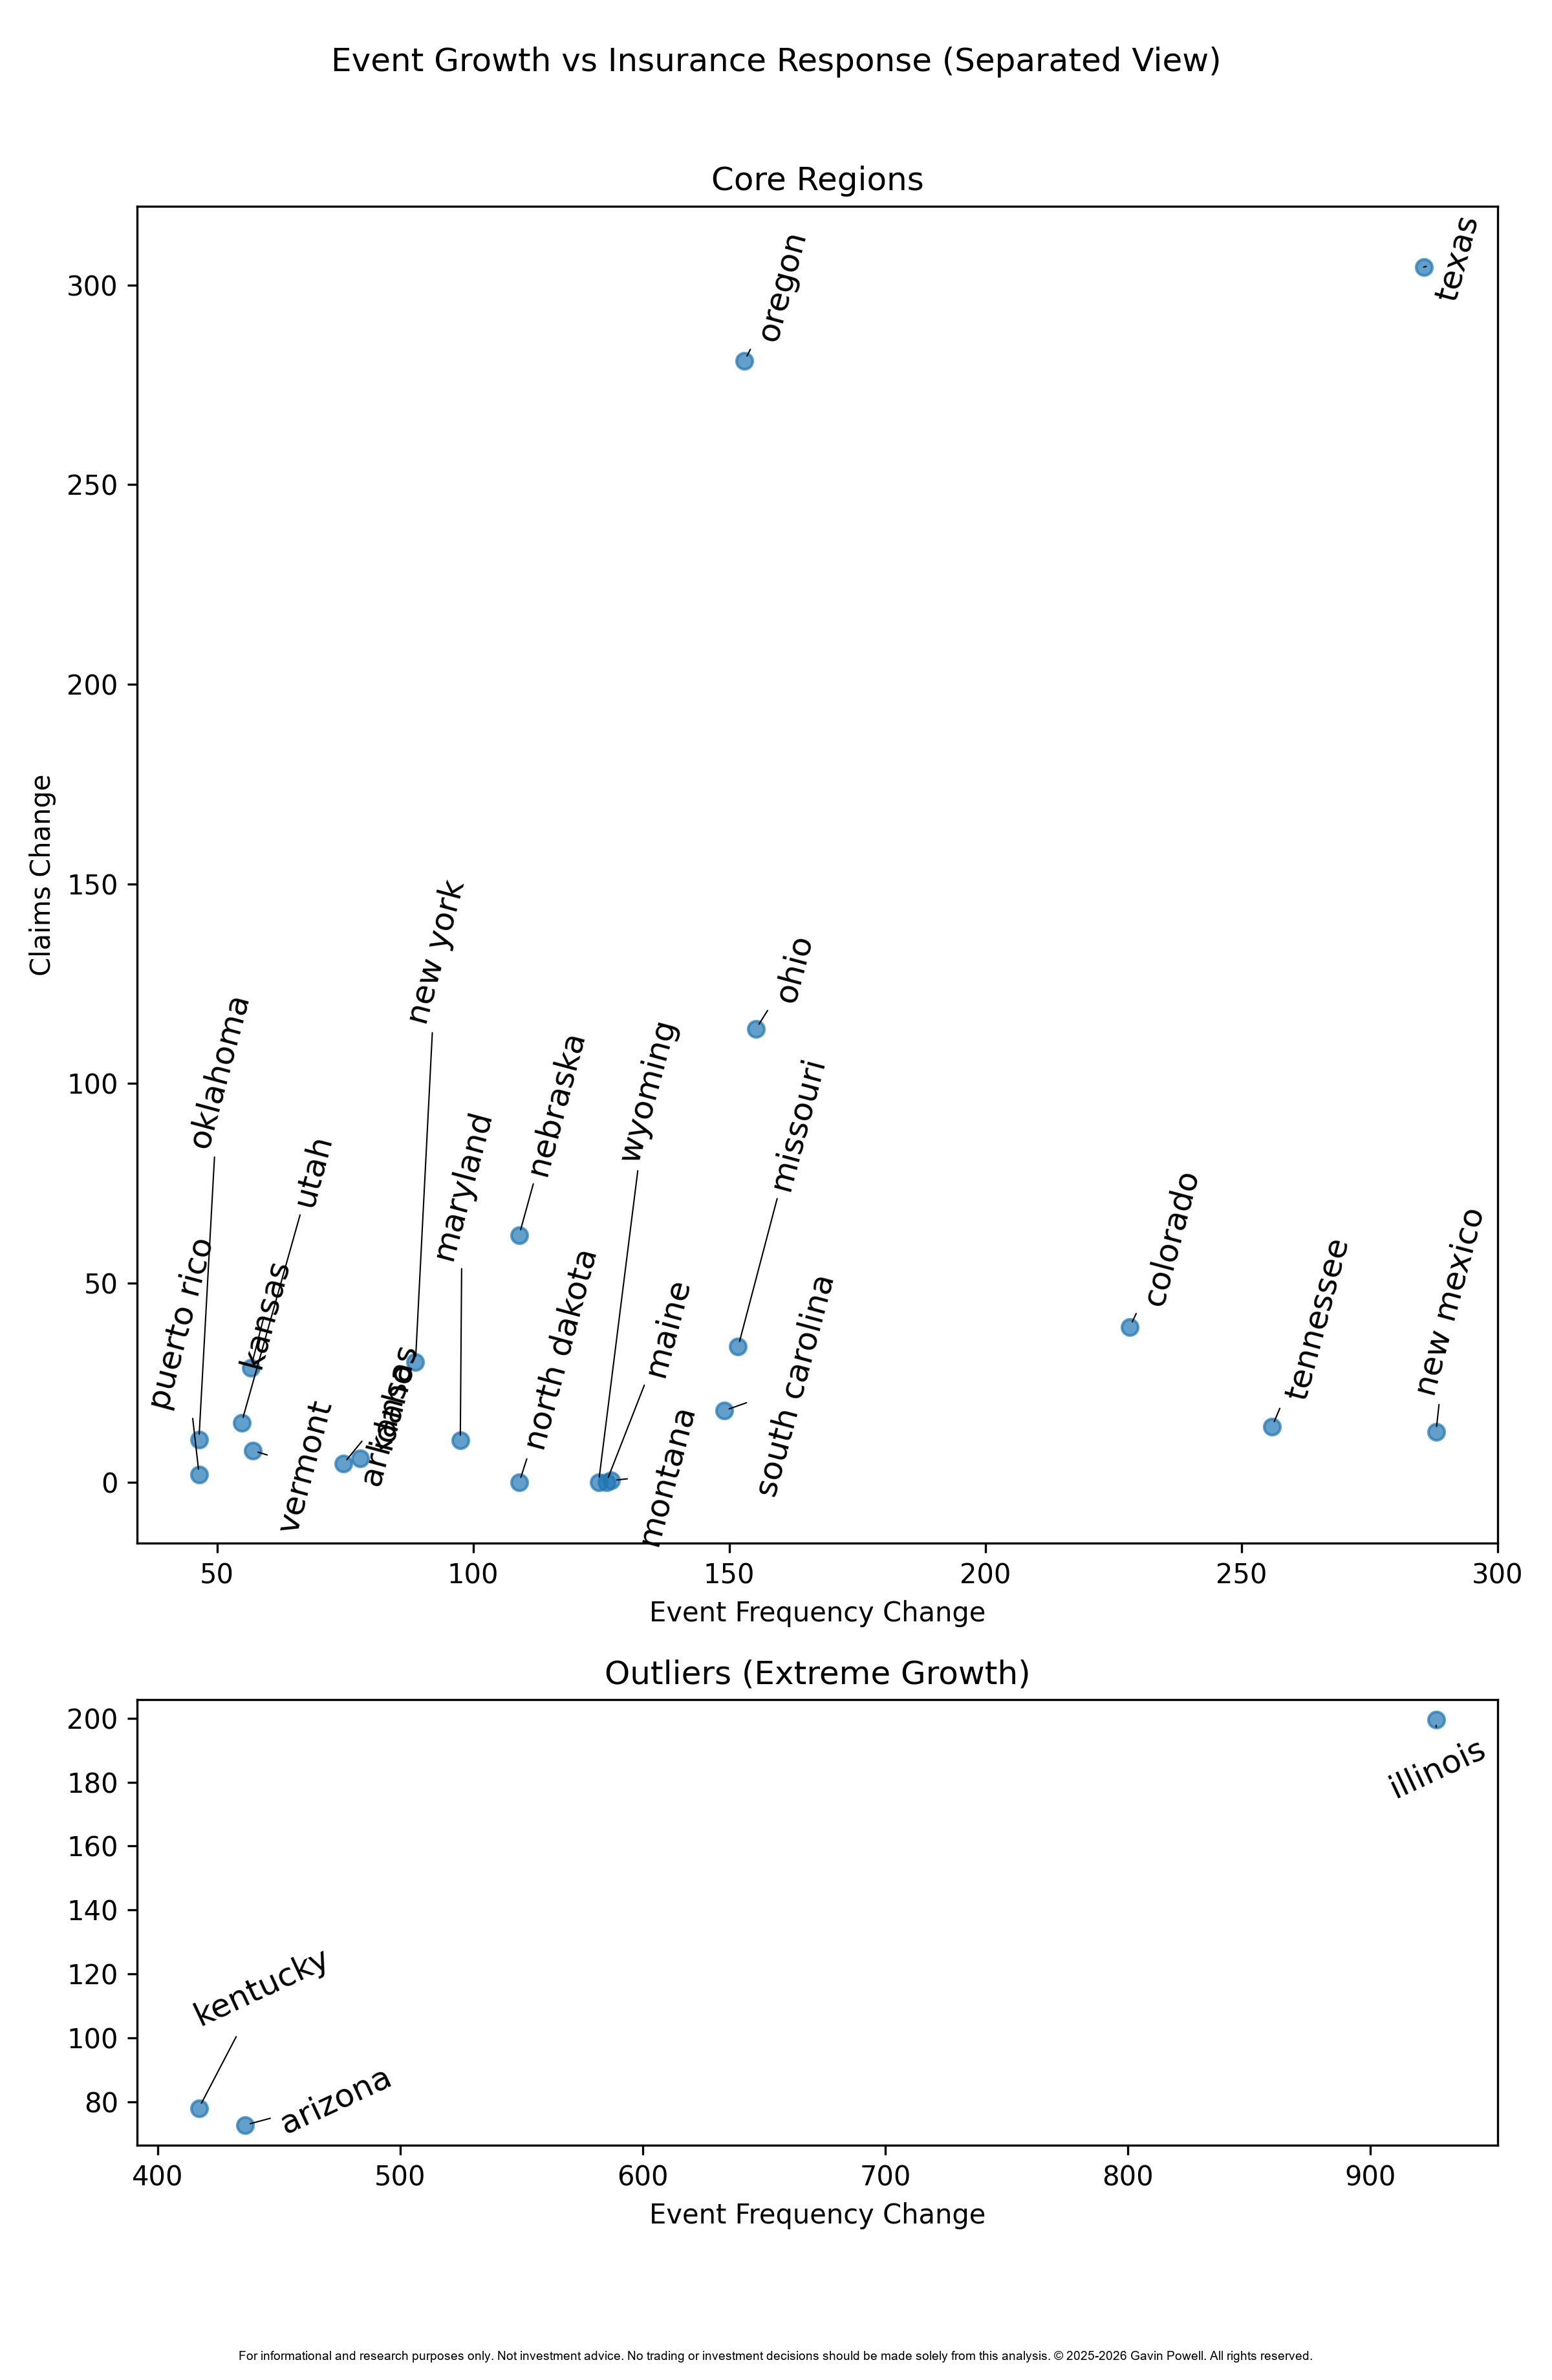 Event Growth vs Insurance Response (Separated View)
Core Regions
Claims Change
300
250
200
150
100
50
0
texas
oregon
new york
ohio
oklahoma
wyoming
nebraska
missouri
maryland
utah
colorado
new mexico
puerto rico
tennessee
north dakota
kansas
south carolina
maine
arkansas
idaho
vermont
montana
50
100
150
200
250
300
Event Frequency Change
Outliers (Extreme Growth)
200
180
160
140
120
100
80
illinois
kentucky
arizona
400
500
600
700
800
900
Event Frequency Change
For informational and research purposes only. Not investment advice. No trading or investment decisions should be made solely from this analysis. © 2025-2026 Gavin Powell. All rights reserved.